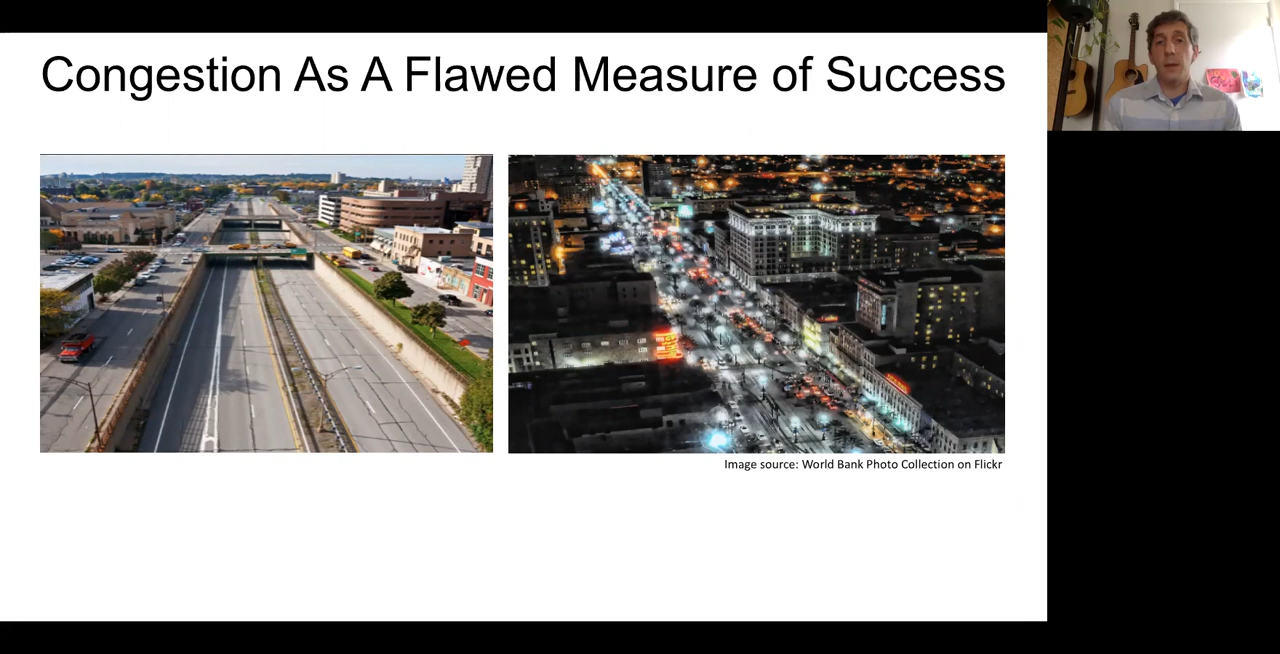 Congestion As A Flawed Measure of Success
Image source: World Bank Photo Collection on Flickr